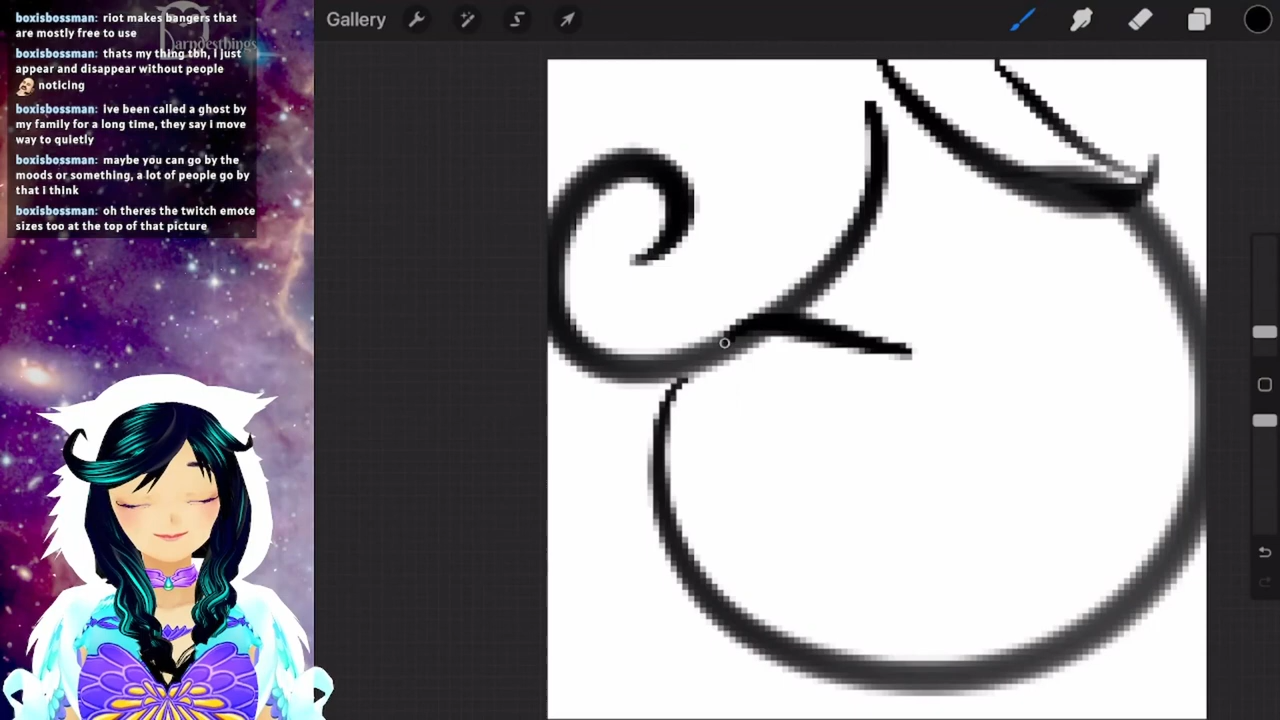 boxisbossman: riot makes bangers that
are mostly free to use
boxisbossman: thats my thing tbh, i just
appear and disappear without people
noticing
boxisbossman: ive been called a ghost by
my family for a long time, they say i move
way to quietly
boxisbossman: maybe you can go by the
moods or something, a lot of people go by
that i think
boxisbossman: oh theres the twitch emote
sizes too at the top of that picture
Gallery